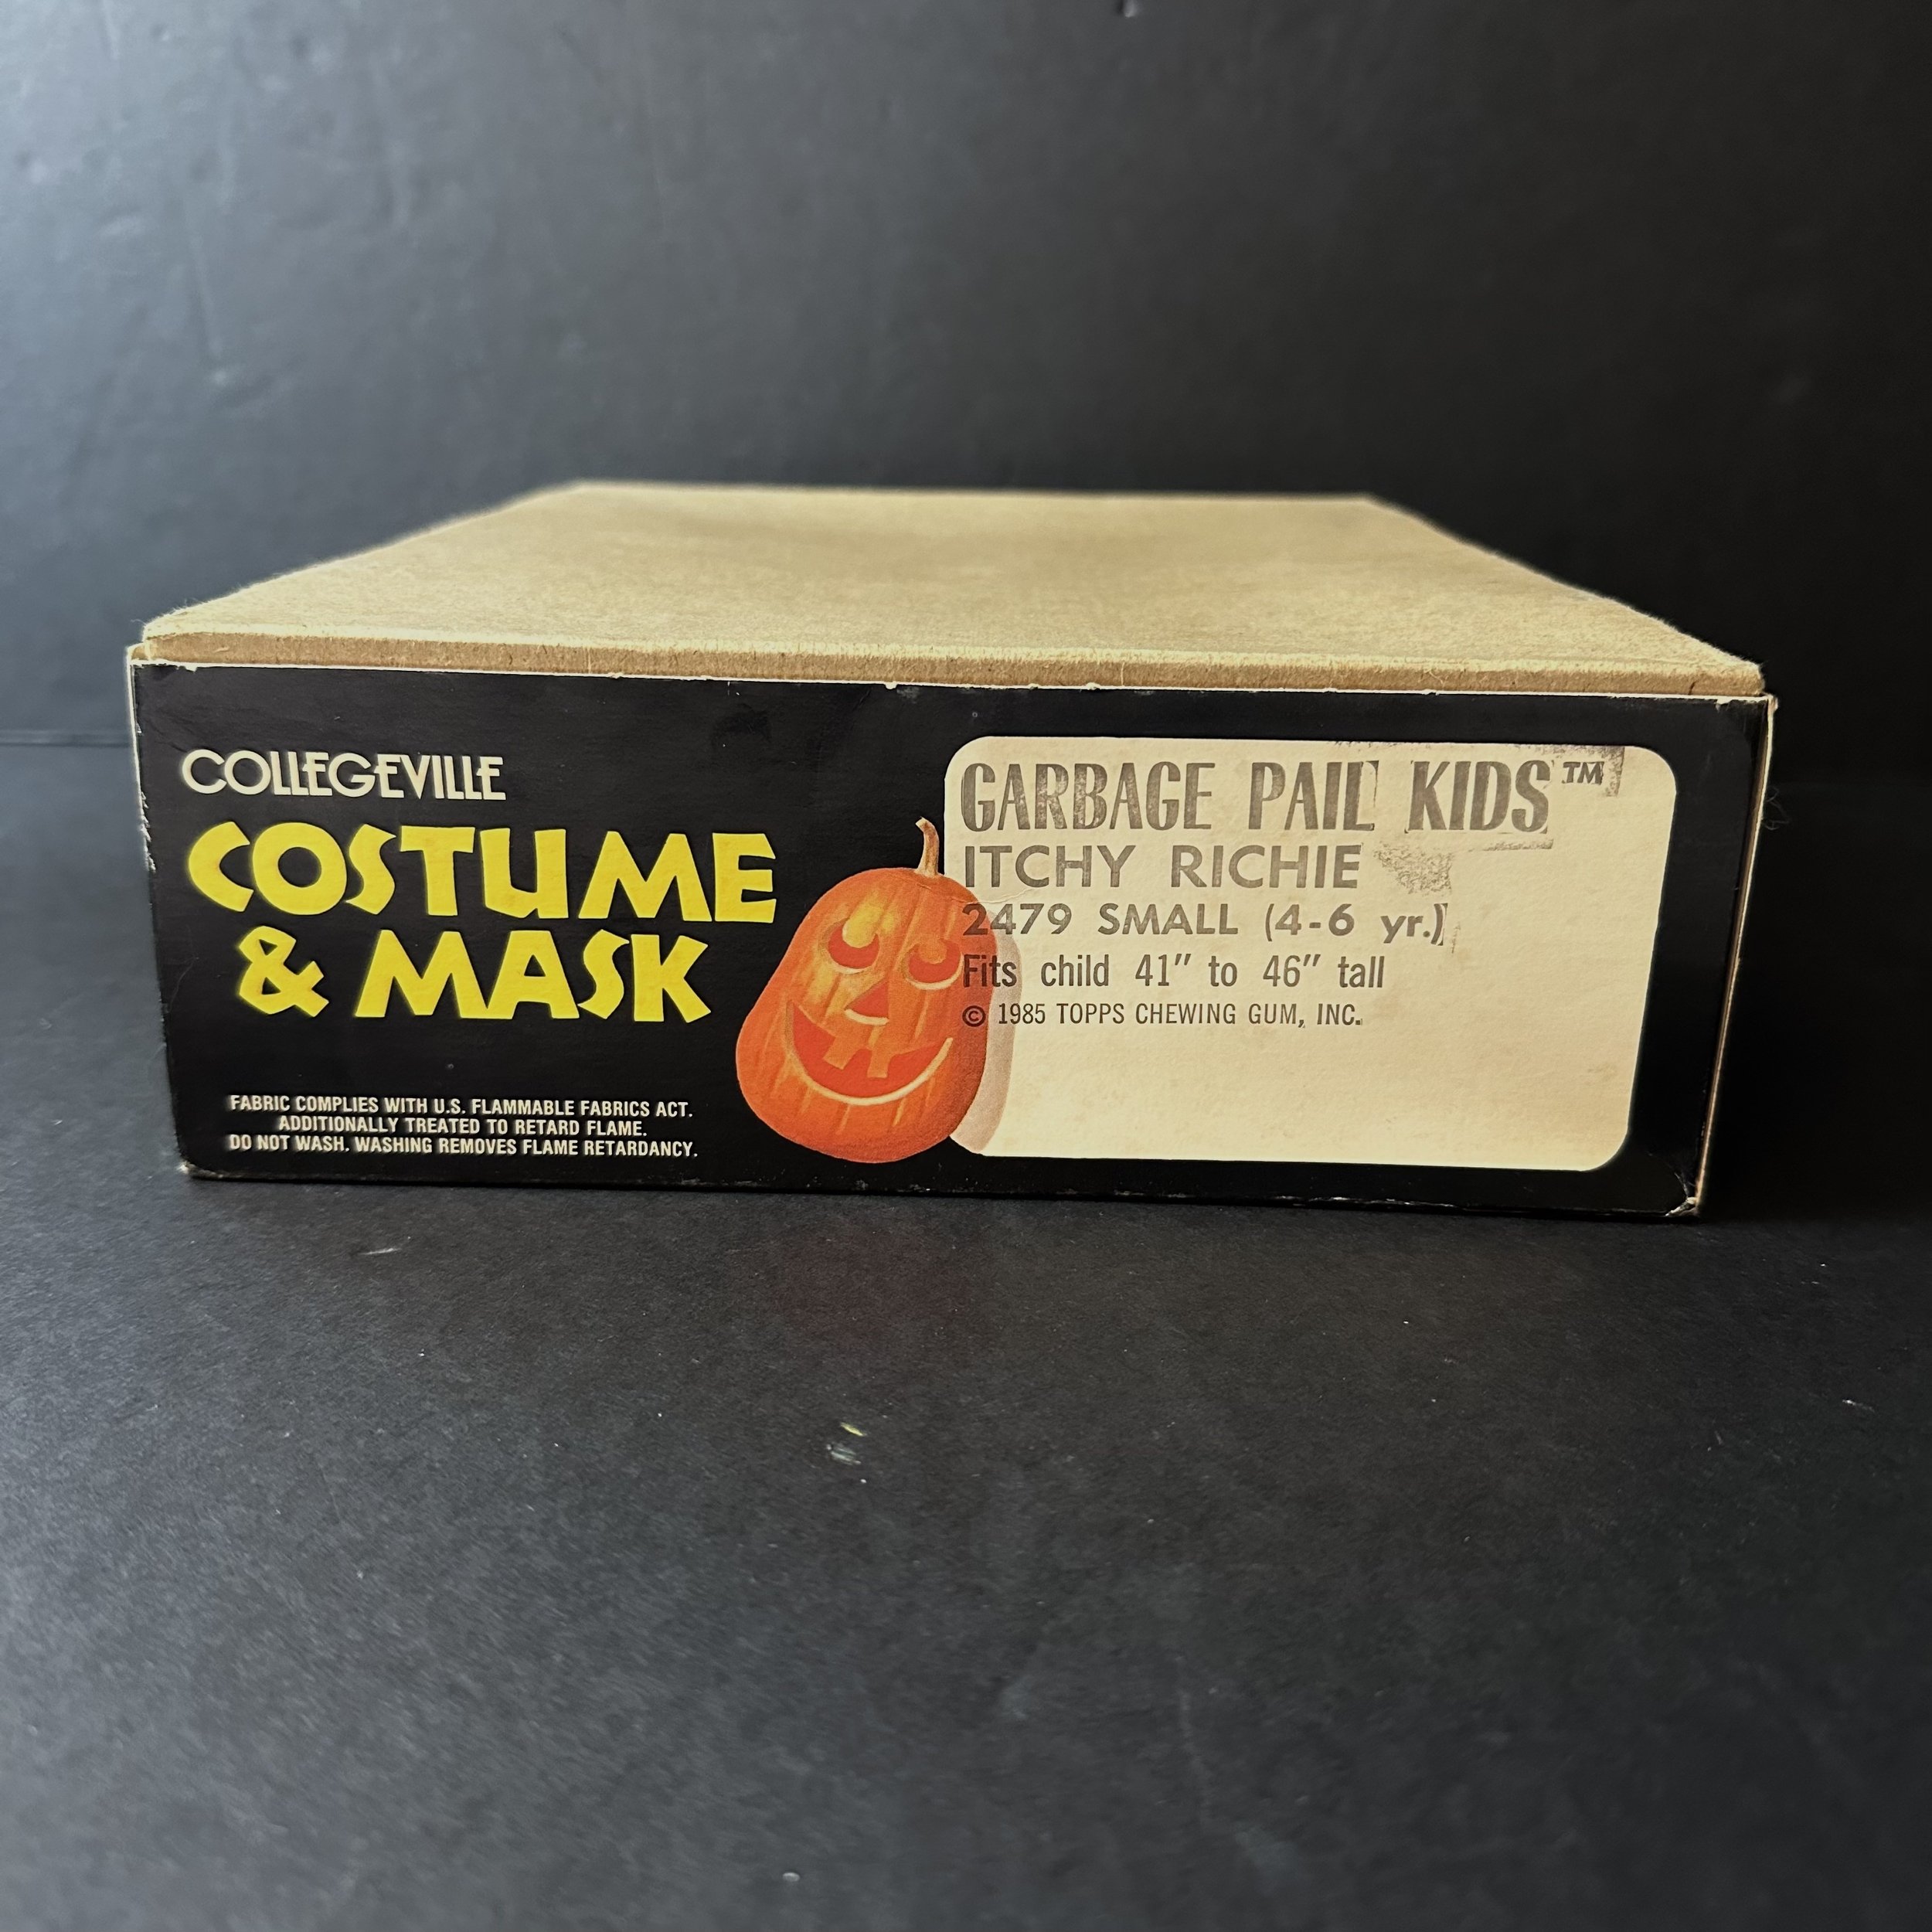 COLLEGEVILLE
COSTUME
& MASK
FABRIC COMPLIES WITH U.S. FLAMMABLE FABRICS ACT.
ADDITIONALLY TREATED TO RETARD FLAME.
DO NOT WASH. WASHING REMOVES FLAME RETARDANCY.
GARBAGE PAIL KIDS™
ITCHY RICHIE
2479 SMALL (4-6 yr.)
Fits child 41" to 46" tall
© 1985 TOPPS CHEWING GUM, INC.